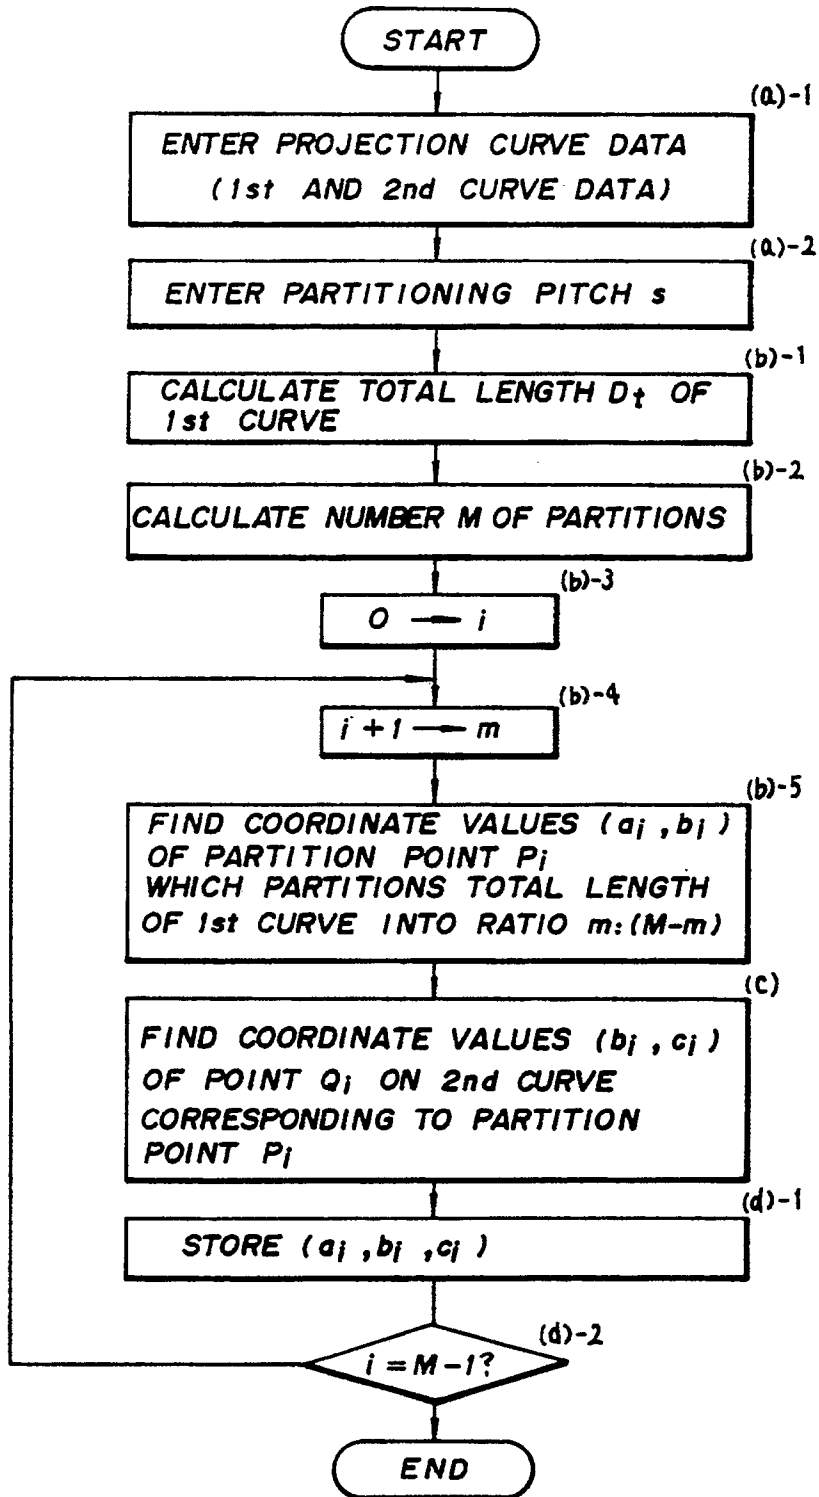 START
(a)-1
ENTER PROJECTION CURVE DATA
(1st AND 2nd CURVE DATA)
(a)-2
ENTER PARTITIONING PITCH s
(b)-1
CALCULATE TOTAL LENGTH Dt OF
1st CURVE
(b)-2
CALCULATE NUMBER M OF PARTITIONS
(b)-3
0 → i
(b)-4
i + 1 → m
(b)-5
FIND COORDINATE VALUES (ai , bi)
OF PARTITION POINT Pi
WHICH PARTITIONS TOTAL LENGTH
OF 1st CURVE INTO RATIO m:(M-m)
(c)
FIND COORDINATE VALUES (bi , ci)
OF POINT Qi ON 2nd CURVE
CORRESPONDING TO PARTITION
POINT Pi
(d)-1
STORE (ai , bi , ci)
(d)-2
i = M-1?
END